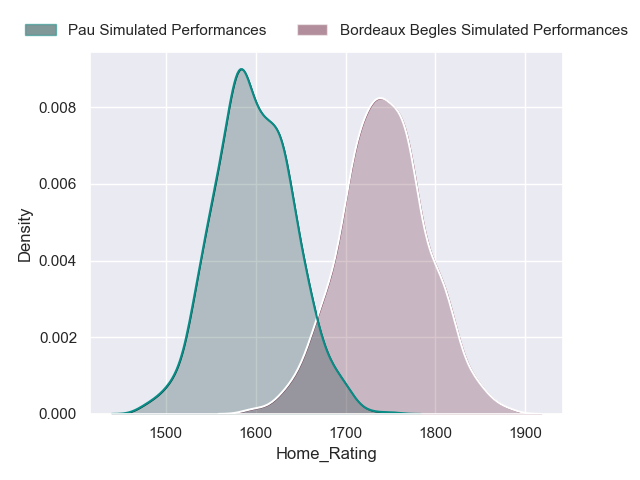 Pau Simulated Performances
Bordeaux Begles Simulated Performances
0.008
0.006
0.004
0.002
0.000
Density
1500 1600 1700 1800 1900
Home_Rating